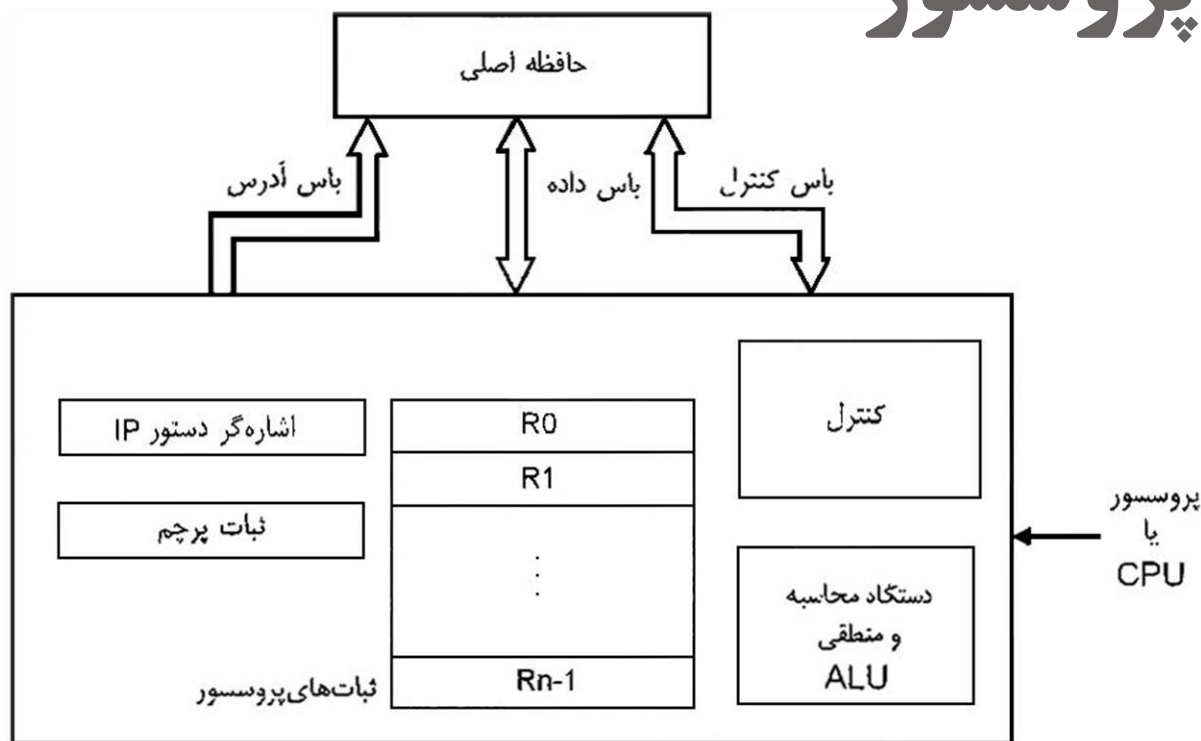 پروسسور
حافظه اصلی
باس آدرس
باس داده
باس کنترل
اشاره‌گر دستور IP
ثبات پرچم
R0
R1
Rn-1
ثبات‌های‌پروسسور
کنترل
دستگاه محاسبه
و منطقی
ALU
پروسسور
یا
CPU